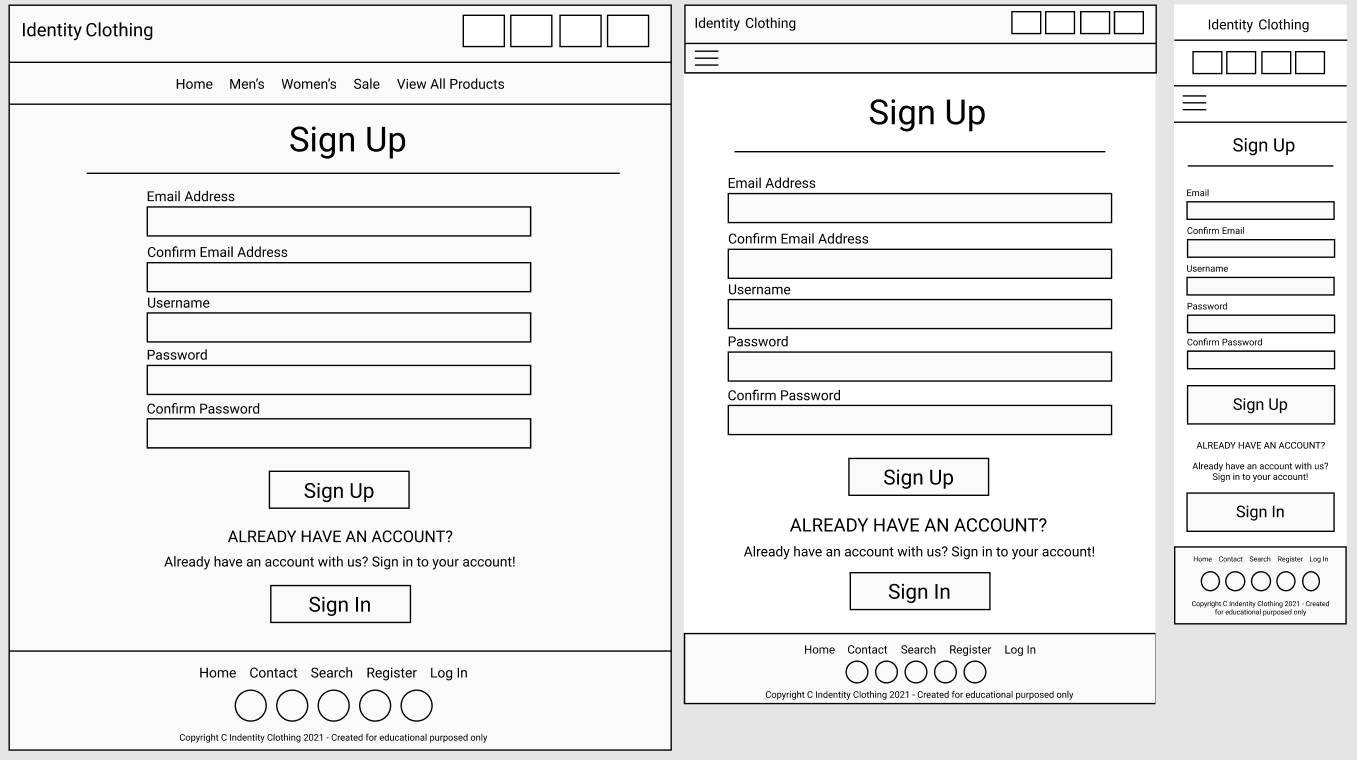 Identity Clothing
Home Men's Women's Sale View All Products
Sign Up
Email Address
Confirm Email Address
Username
Password
Confirm Password
Sign Up
ALREADY HAVE AN ACCOUNT?
Already have an account with us? Sign in to your account!
Sign In
Home Contact Search Register Log In
Copyright C Indentity Clothing 2021 - Created for educational purposed only
Identity Clothing
Sign Up
Email Address
Confirm Email Address
Username
Password
Confirm Password
Sign Up
ALREADY HAVE AN ACCOUNT?
Already have an account with us? Sign in to your account!
Sign In
Home Contact Search Register Log In
Copyright C Indentity Clothing 2021 - Created for educational purposed only
Identity Clothing
Sign Up
Email
Confirm Email
Username
Password
Confirm Password
Sign Up
ALREADY HAVE AN ACCOUNT?
Already have an account with us?
Sign in to your account!
Sign In
Home Contact Search Register Log In
Copyright C Indentity Clothing 2021 - Created
for educational purposed only